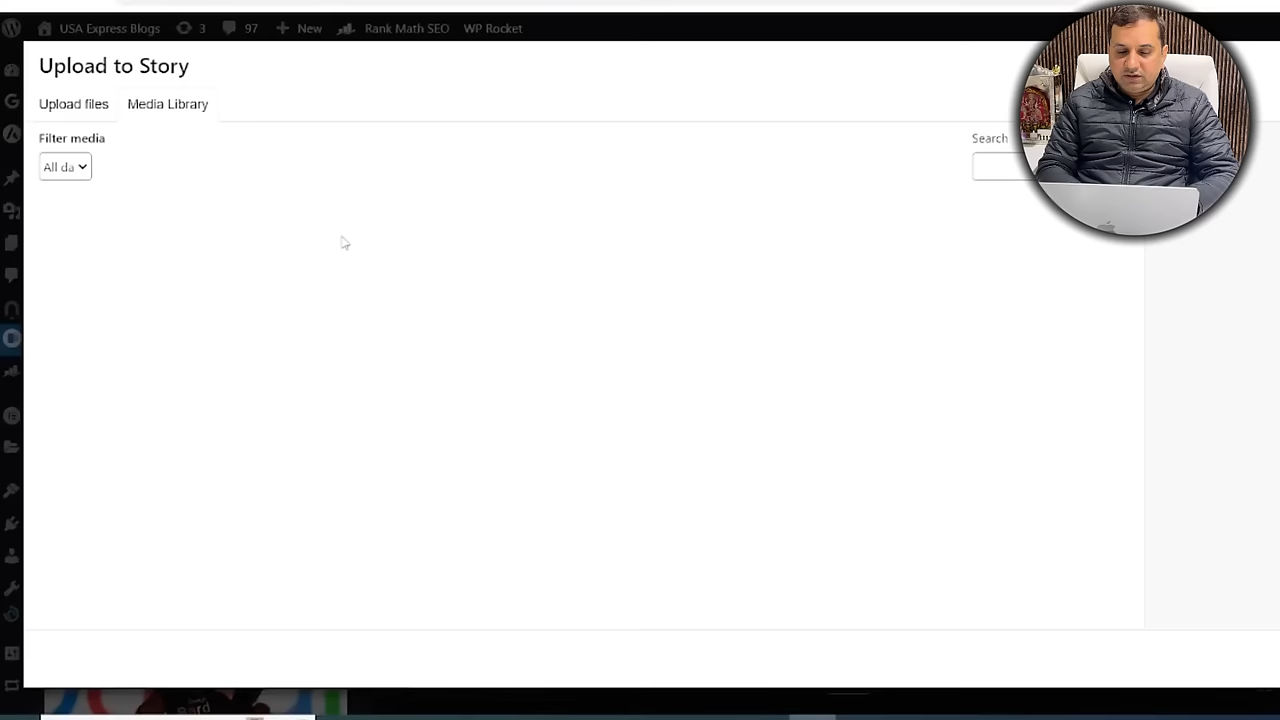 USA Express Blogs 3 97 New Rank Math SEO WP Rocket
Upload to Story
Upload files Media Library
Filter media Search
All da